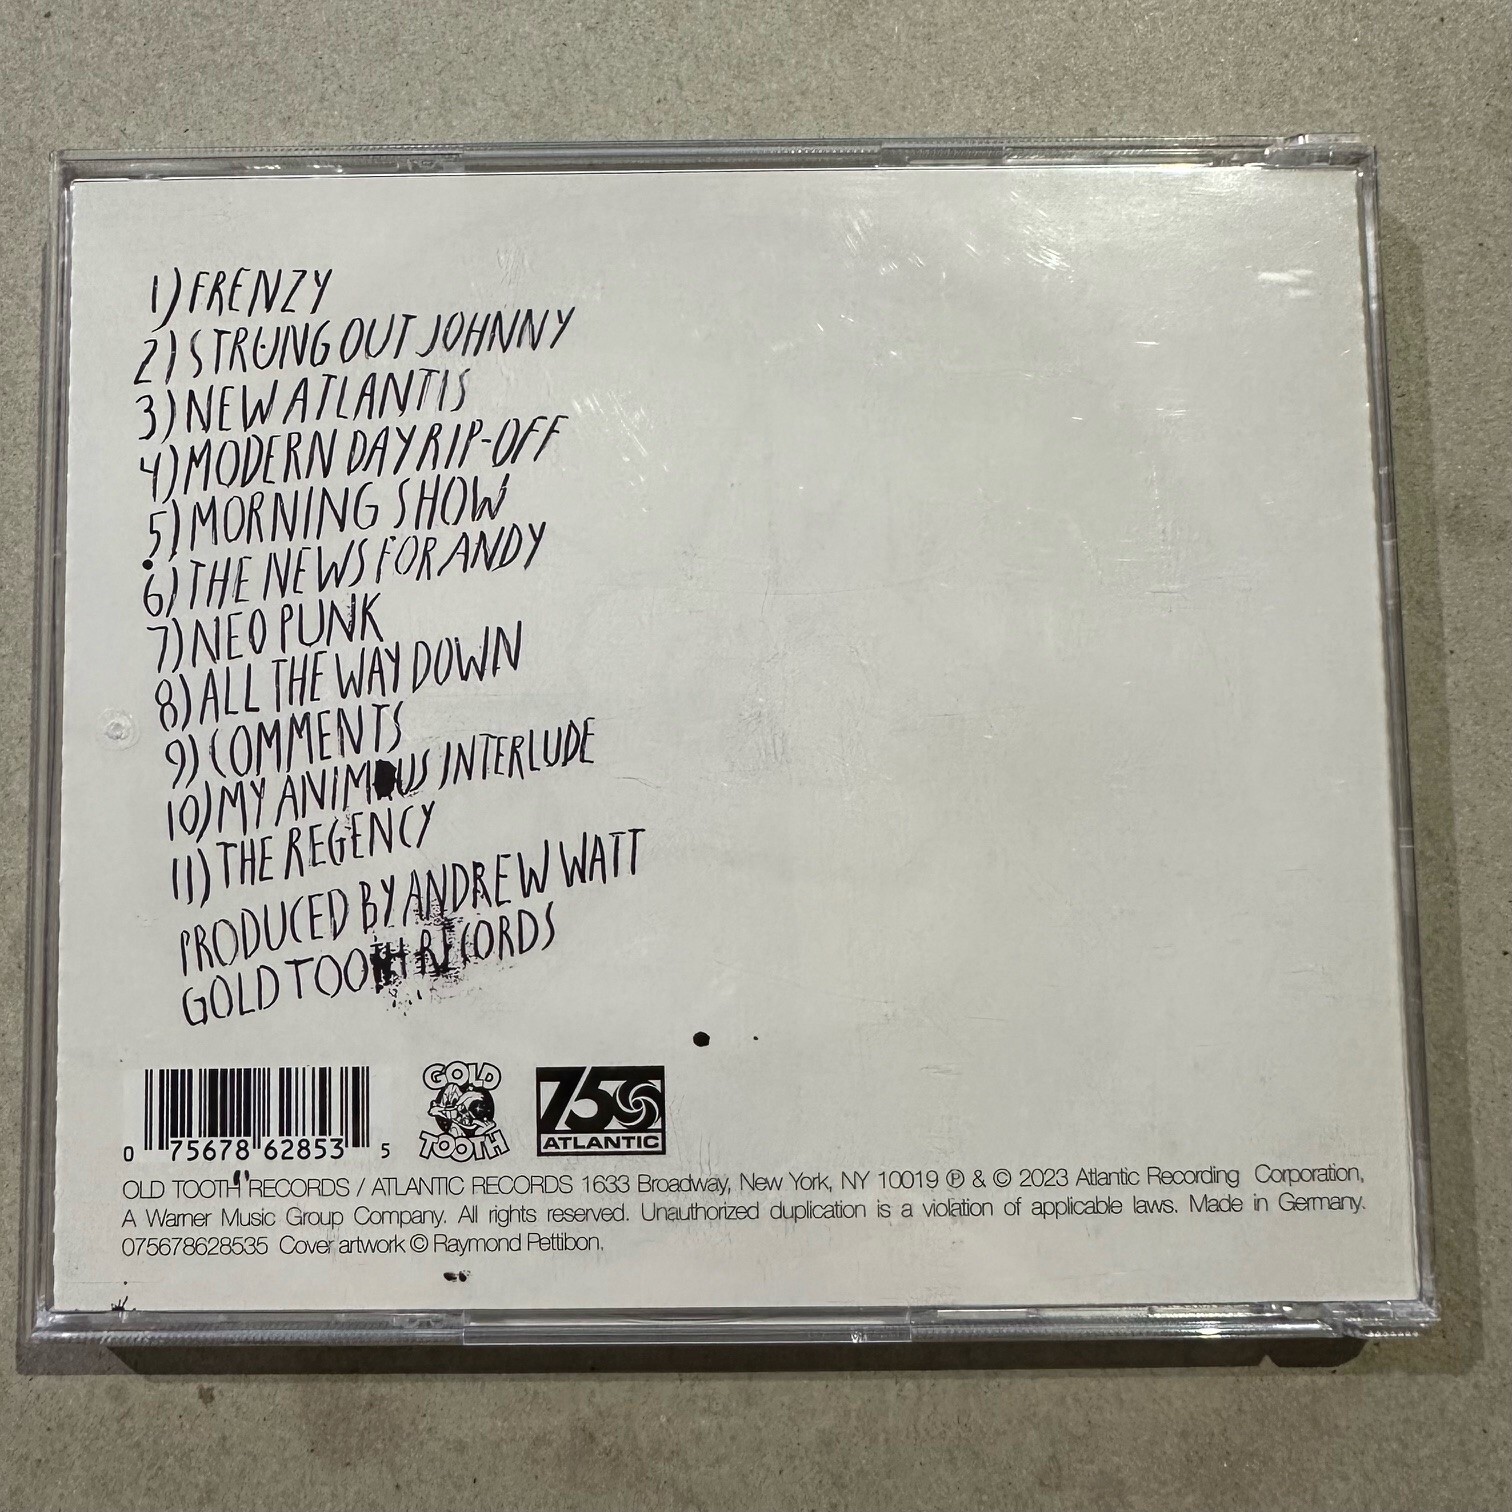 1) FRENZY
2) STRUNG OUT JOHNNY
3) NEW ATLANTIS
4) MODERN DAY RIP-OFF
5) MORNING SHOW
6) THE NEWS FOR ANDY
7) NEO PUNK
8) ALL THE WAY DOWN
9) COMMENTS
10) MY ANIMUS INTERLUDE
11) THE REGENCY
PRODUCED BY ANDREW WATT
GOLD TOOTH RECORDS
0 75678 62853 5
GOLD
TOOTH
75
ATLANTIC
OLD TOOTH RECORDS / ATLANTIC RECORDS 1633 Broadway, New York, NY 10019 ℗ & © 2023 Atlantic Recording Corporation,
A Warner Music Group Company. All rights reserved. Unauthorized duplication is a violation of applicable laws. Made in Germany.
075678628535 Cover artwork © Raymond Pettibon,